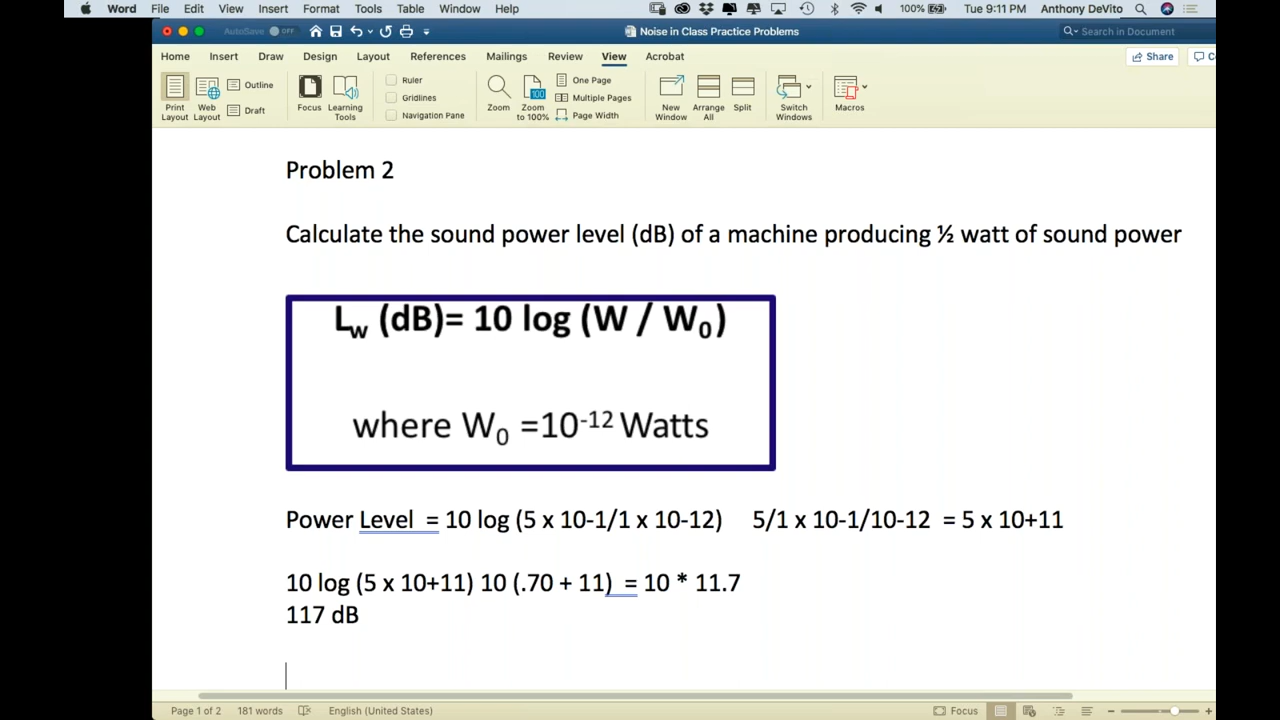 Word File Edit View Insert Format Tools Table Window Help 100% Tue 9:11 PM Anthony DeVito
AutoSave OFF Noise in Class Practice Problems Search in Document
Home Insert Draw Design Layout References Mailings Review View Acrobat Share
Print Layout Web Layout Outline Draft Focus Learning Tools Ruler Gridlines Navigation Pane Zoom Zoom to 100% 100 One Page Multiple Pages Page Width New Window Arrange All Split Switch Windows Macros
Problem 2
Calculate the sound power level (dB) of a machine producing ½ watt of sound power
Lw (dB)= 10 log (W / W0)
where W0 =10-12 Watts
Power Level = 10 log (5 x 10-1/1 x 10-12) 5/1 x 10-1/10-12 = 5 x 10+11
10 log (5 x 10+11) 10 (.70 + 11) = 10 * 11.7
117 dB
Page 1 of 2 181 words English (United States) Focus